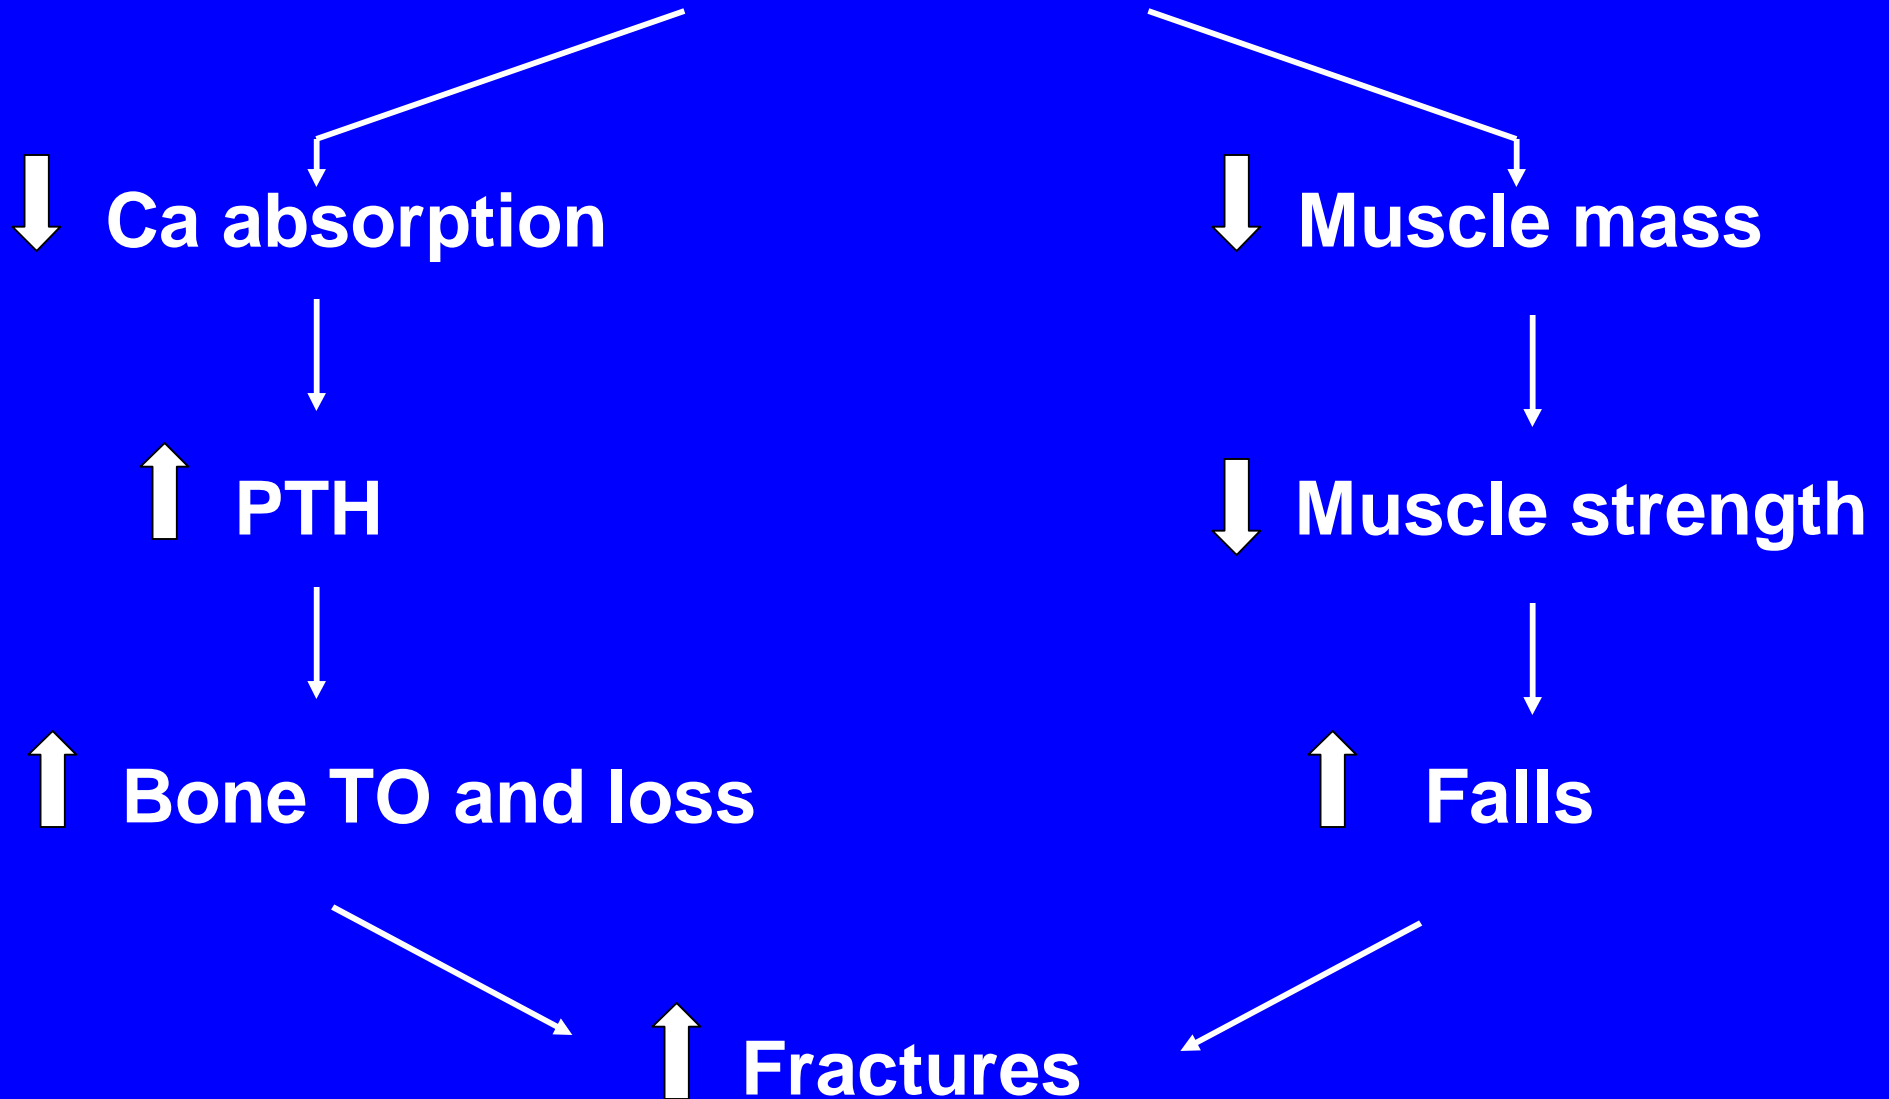 Ca absorption
Muscle mass
PTH
Muscle strength
Bone TO and loss
Falls
Fractures